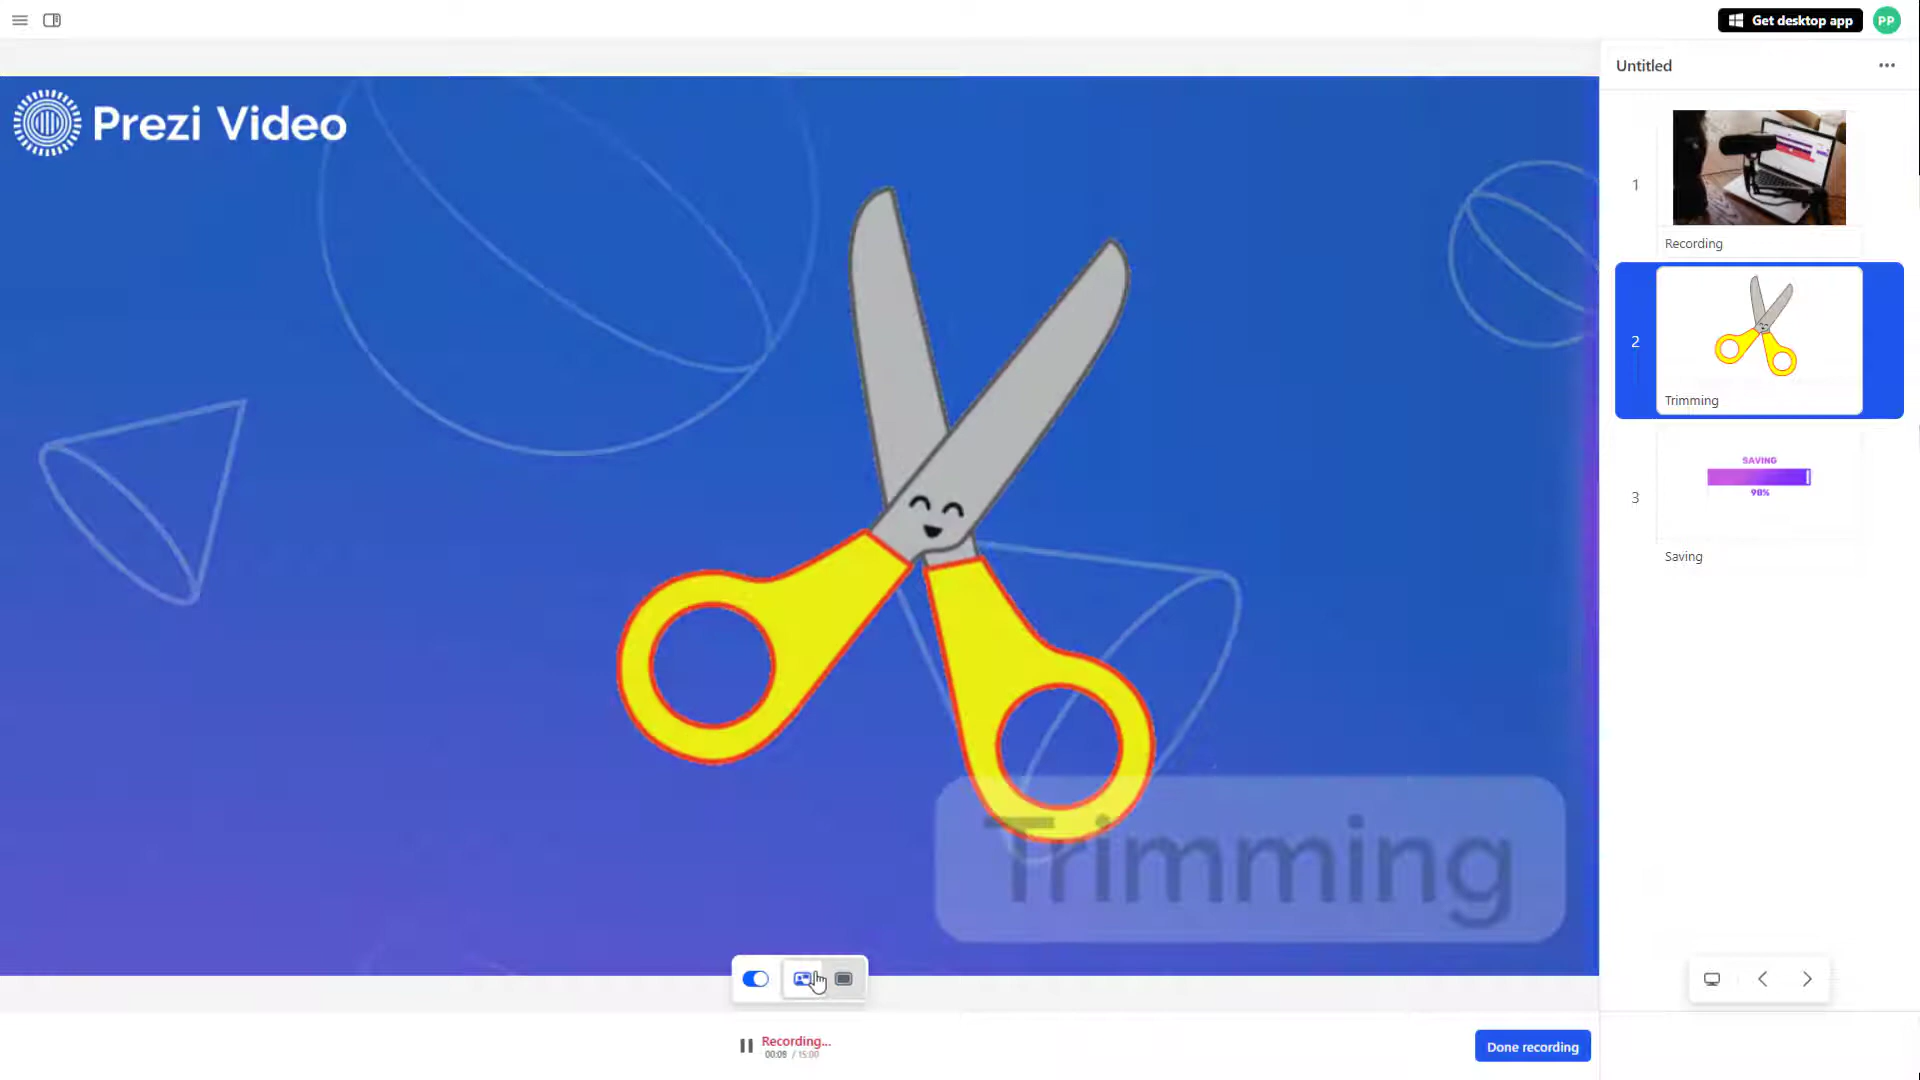 Get desktop app
PP
Untitled
Prezi Video
1
Recording
2
Trimming
SAVING
98%
3
Saving
Trimming
Recording...
00:09 / 15:00
Done recording